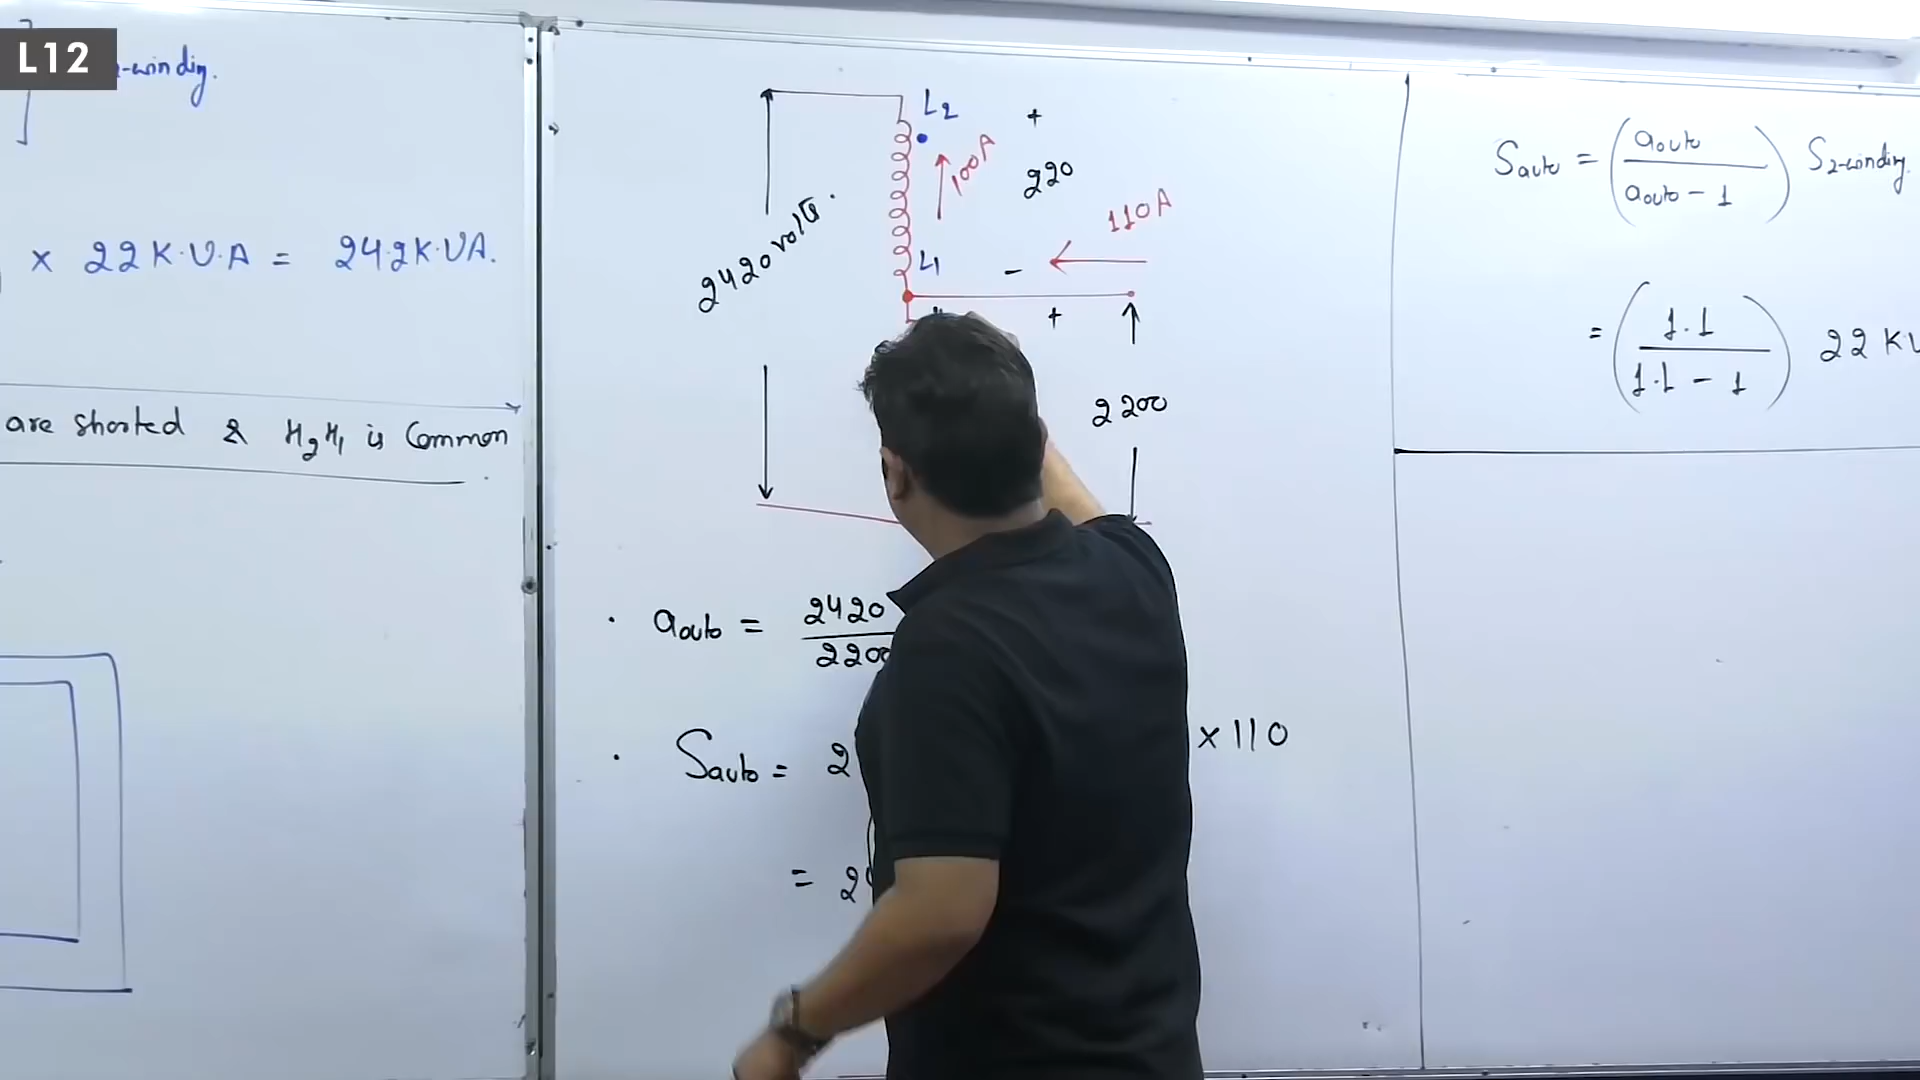 L12
-winding.
× 22 K.V.A = 242 K.VA.
are shorted & H2H1 is Common
L2
+
100A
220
110A
2420 volts.
L1
-
+
2200
. aauto = 2420
2200
. Sauto = 2
× 110
= 2
Sauto = (aauto / aauto - 1) S2-winding.
= (1.1 / 1.1 - 1) 22 K